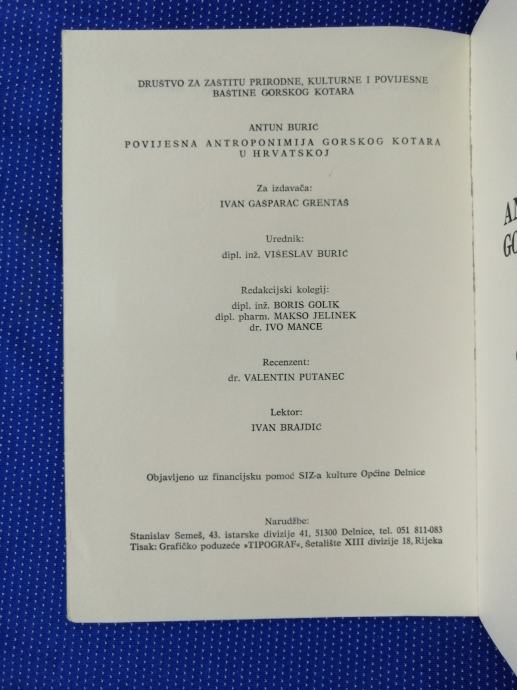 DRUSTVO ZA ZAŠTITU PRIRODNE, KULTURNE I POVIJESNE
BAŠTINE GORSKOG KOTARA
ANTUN BURIĆ
POVIJESNA ANTROPONIMIJA GORSKOG KOTARA
U HRVATSKOJ
Za izdavača:
IVAN GAŠPARAC GRENTAŠ
Urednik:
dipl. inž. VIŠESLAV BURIĆ
Redakcijski kolegij:
dipl. inž. BORIS GOLIK
dipl. pharm. MAKSO JELINEK
dr. IVO MANCE
Recenzent:
dr. VALENTIN PUTANEC
Lektor:
IVAN BRAJDIĆ
Objavljeno uz financijsku pomoć SIZ-a kulture Općine Delnice
Narudžbe:
Stanislav Semeš, 43. istarske divizije 41, 51300 Delnice, tel. 051 811-083
Tisak: Grafičko poduzeće »TIPOGRAF«, Šetalište XIII divizije 18, Rijeka